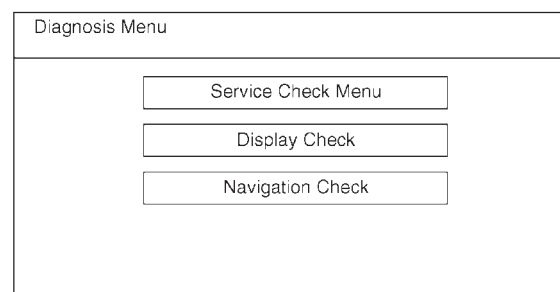 Diagnosis Menu
Service Check Menu
Display Check
Navigation Check